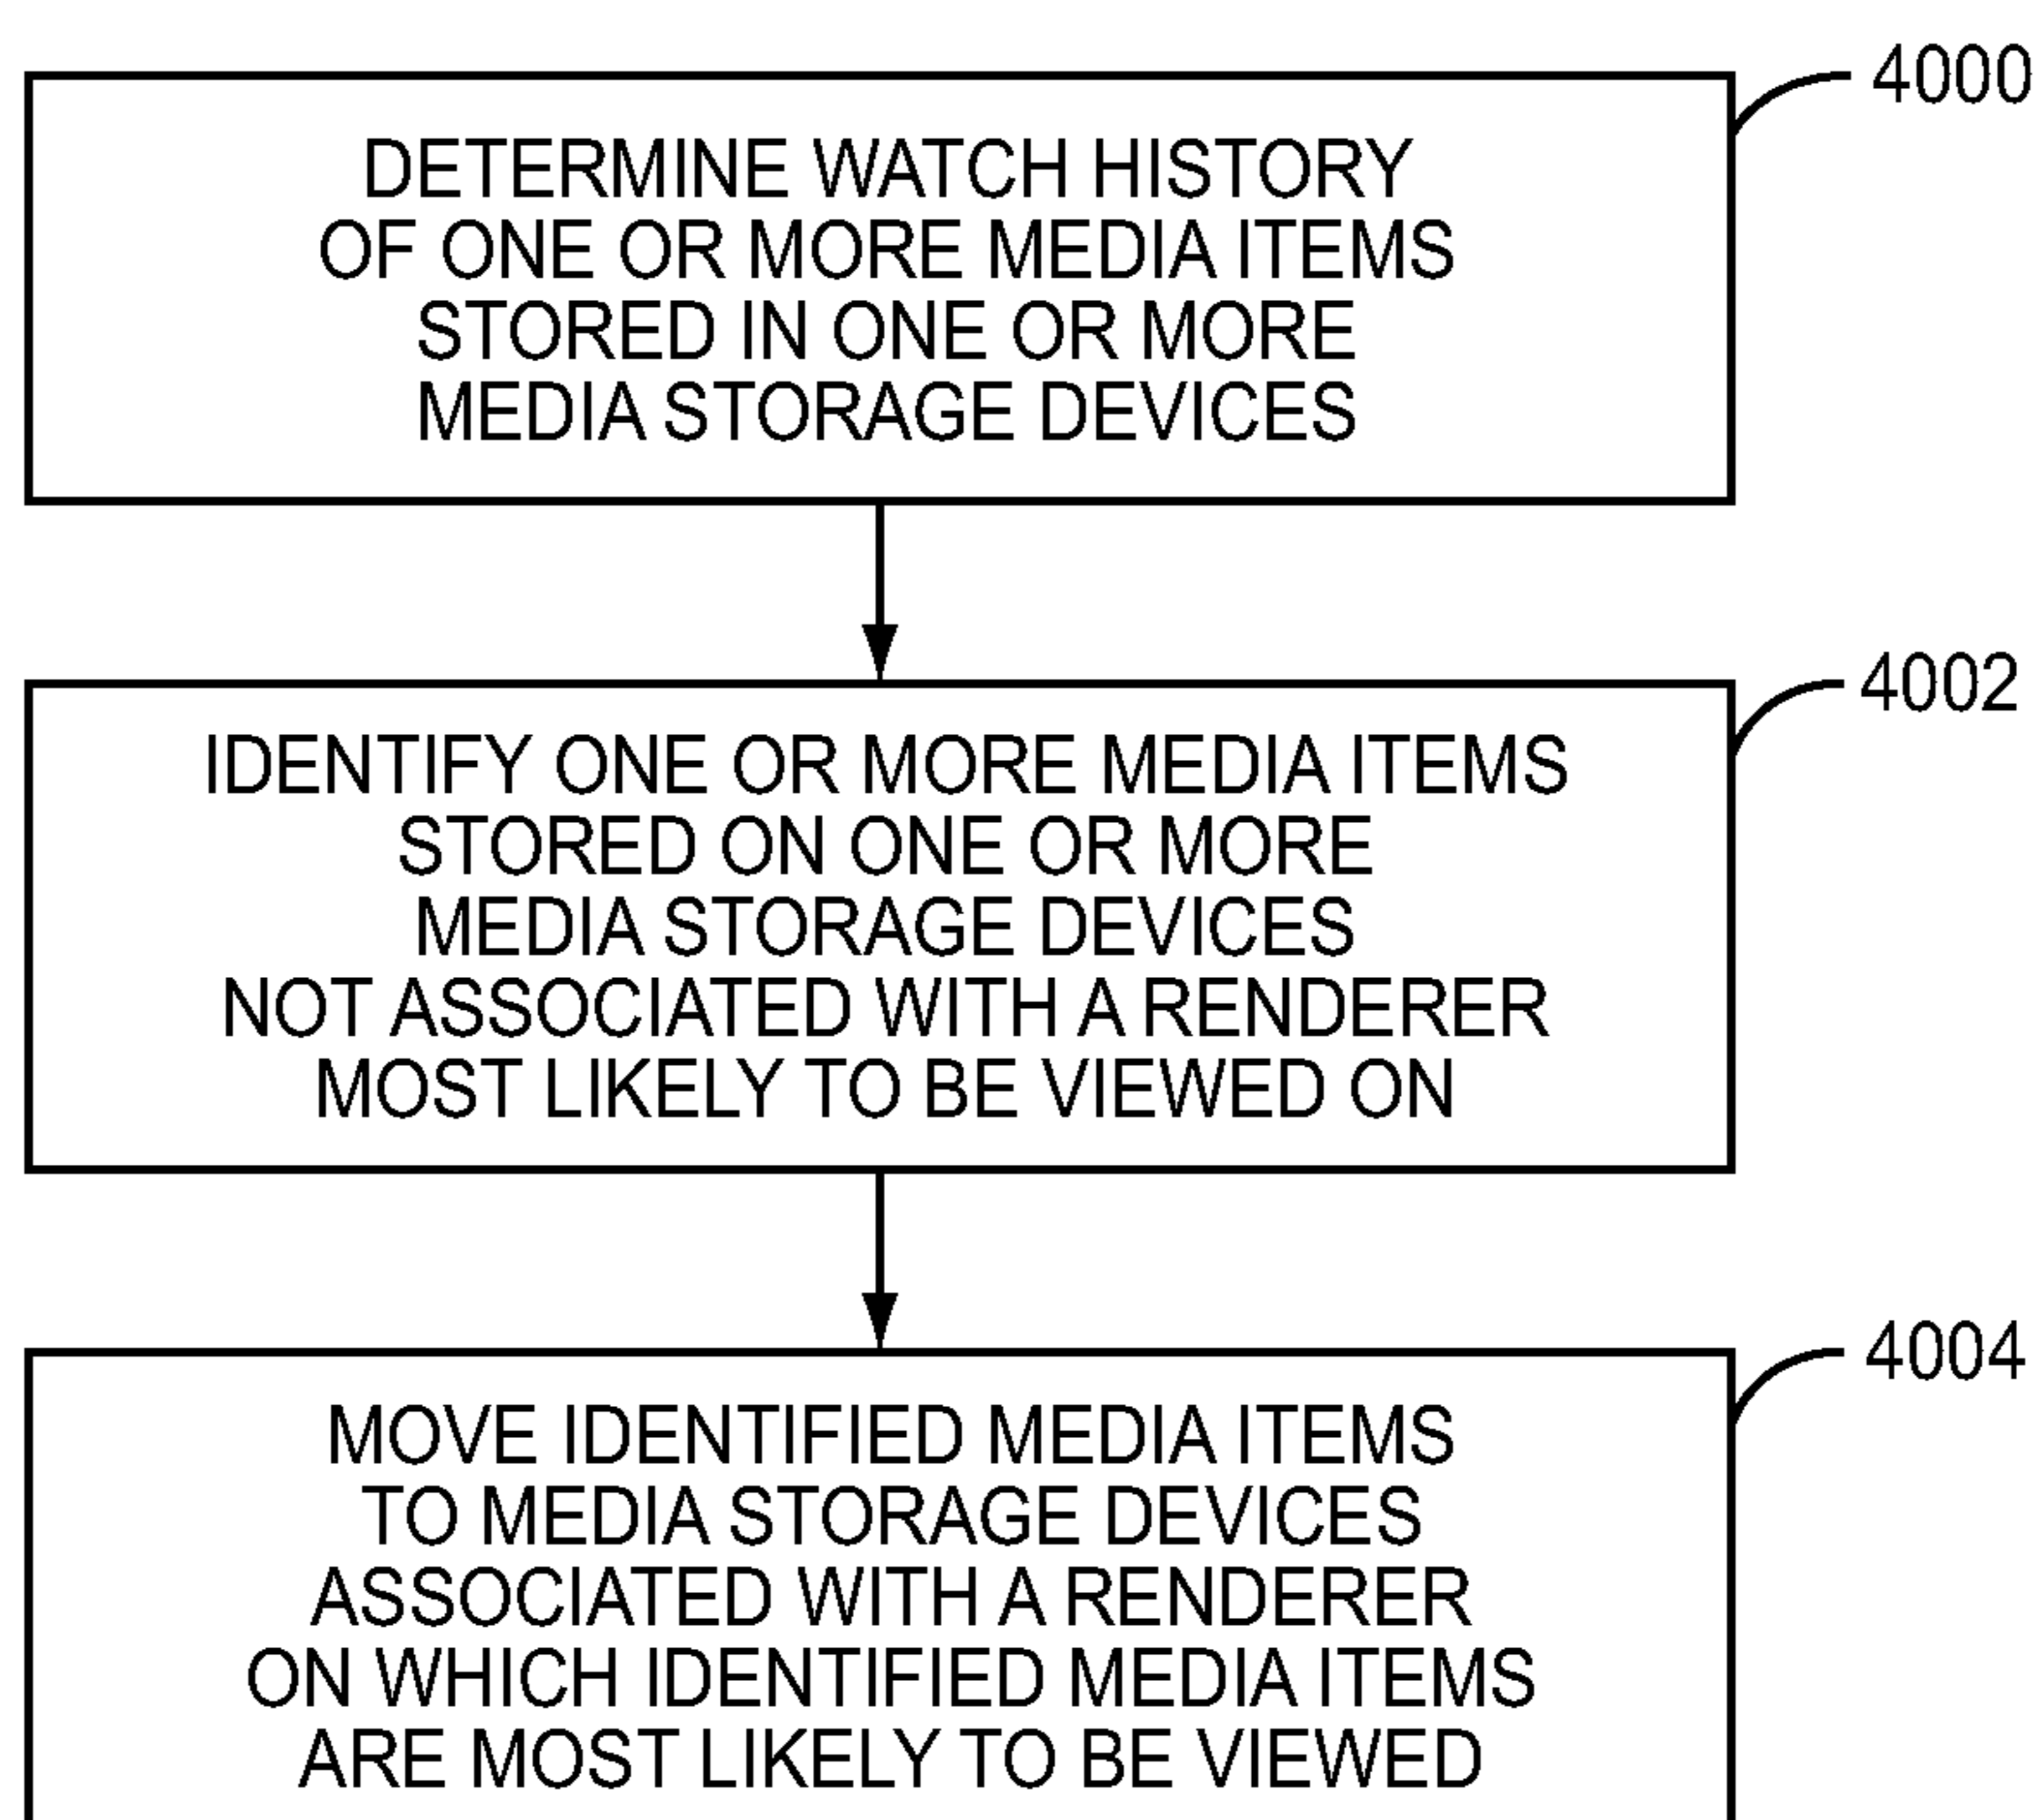 4000
DETERMINE WATCH HISTORY
OF ONE OR MORE MEDIA ITEMS
STORED IN ONE OR MORE
MEDIA STORAGE DEVICES
4002
IDENTIFY ONE OR MORE MEDIA ITEMS
STORED ON ONE OR MORE
MEDIA STORAGE DEVICES
NOT ASSOCIATED WITH A RENDERER
MOST LIKELY TO BE VIEWED ON
4004
MOVE IDENTIFIED MEDIA ITEMS
TO MEDIA STORAGE DEVICES
ASSOCIATED WITH A RENDERER
ON WHICH IDENTIFIED MEDIA ITEMS
ARE MOST LIKELY TO BE VIEWED